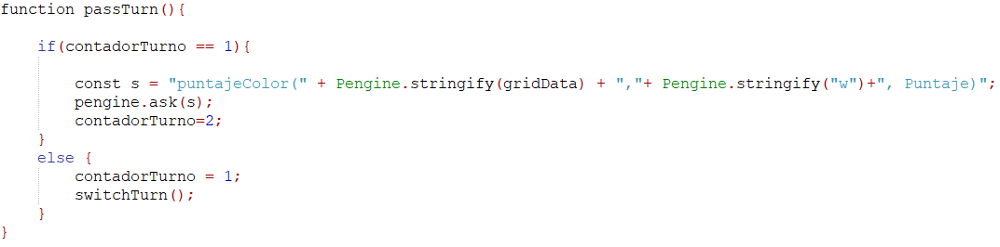 function passTurn(){
if(contadorTurno == 1){
const s = "puntajeColor(" + Pengine.stringify(gridData) + ","+ Pengine.stringify("w")+", Puntaje)";
pengine.ask(s);
contadorTurno=2;
}
else {
contadorTurno = 1;
switchTurn();
}
}